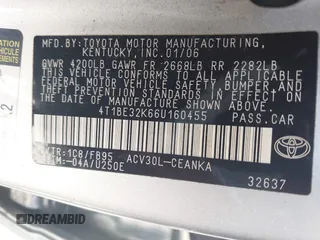 MFD. BY: TOYOTA MOTOR MANUFACTURING,
KENTUCKY, INC. 01/06
GVWR 4200LB GAWR FR 2668LB RR 2282LB
THIS VEHICLE CONFORMS TO ALL APPLICABLE
FEDERAL MOTOR VEHICLE SAFETY, BUMPER,
AND THEFT PREVENTION STANDARDS IN EFFECT
ON THE DATE OF MANUFACTURE SHOWN ABOVE.
4T1BE32K66U160455 PASS.CAR
C/TR: 1C8/FB9S ACV30L-CEANKA
A/TM: -04A/U250E
TOYOTA
32637
DREAMBID